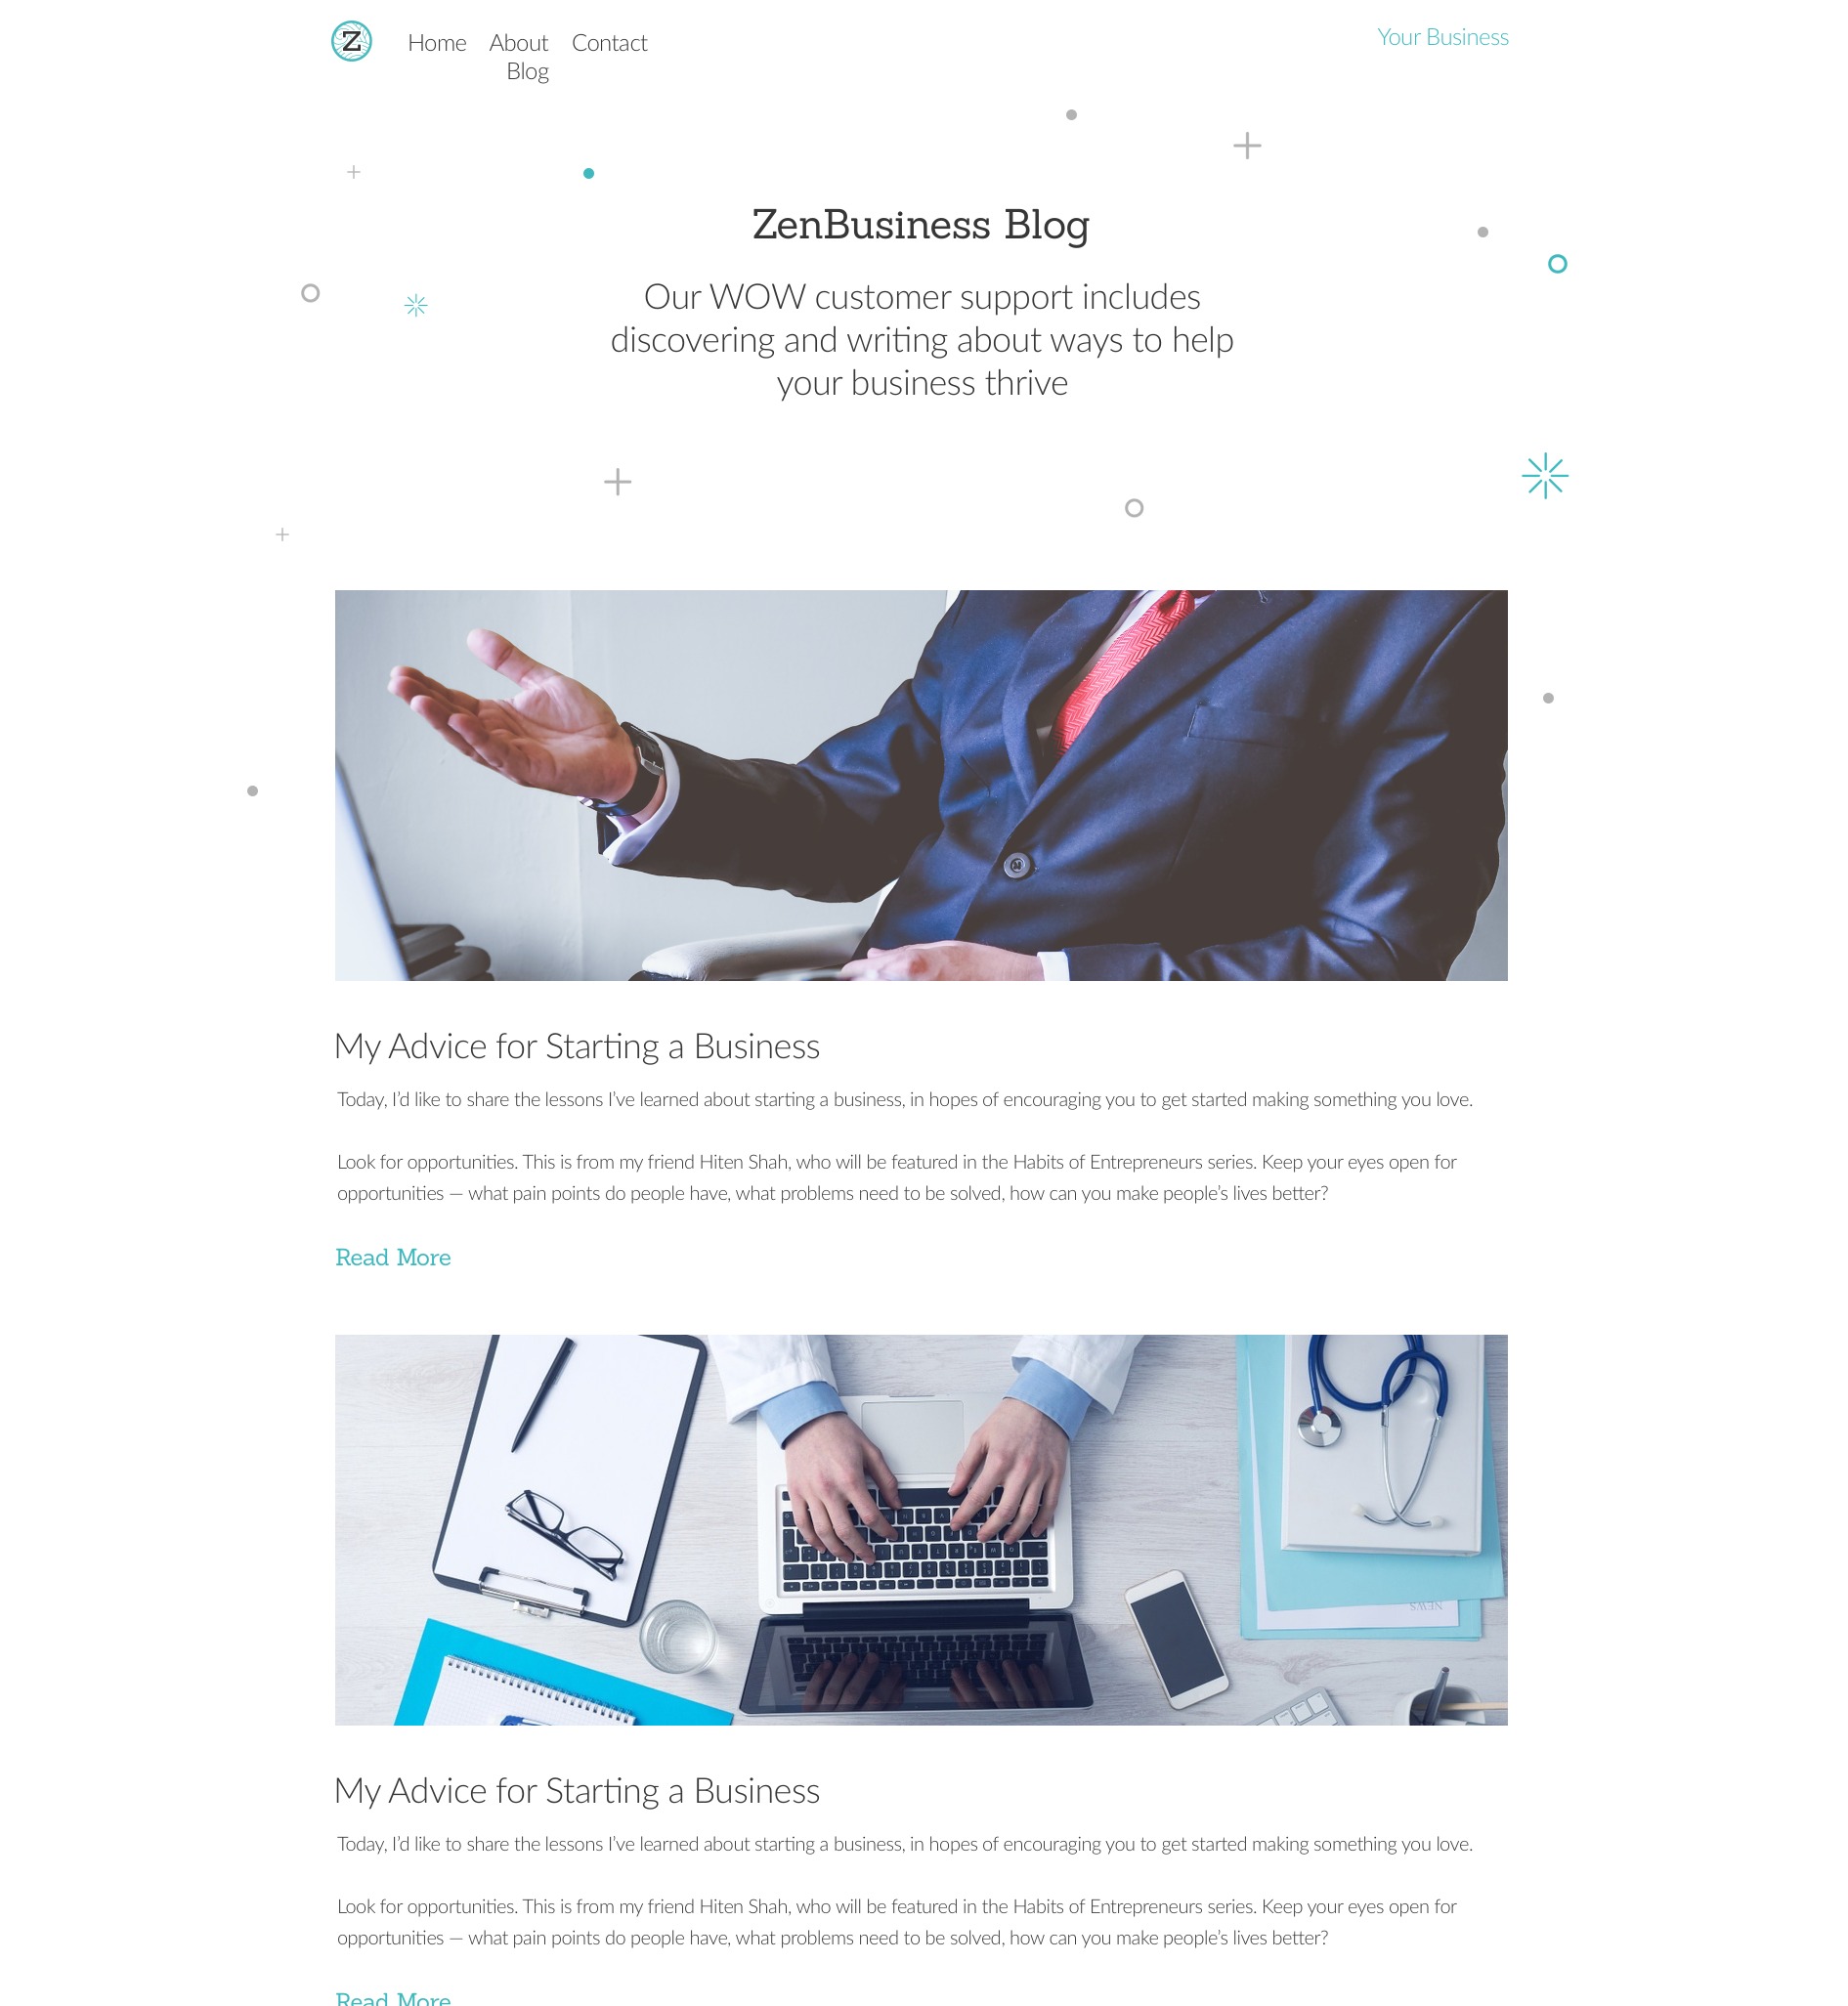 Z
Home About Contact
Blog
Your Business
ZenBusiness Blog
Our WOW customer support includes
discovering and writing about ways to help
your business thrive
My Advice for Starting a Business
Today, I’d like to share the lessons I’ve learned about starting a business, in hopes of encouraging you to get started making something you love.
Look for opportunities. This is from my friend Hiten Shah, who will be featured in the Habits of Entrepreneurs series. Keep your eyes open for
opportunities — what pain points do people have, what problems need to be solved, how can you make people’s lives better?
Read More
NEWS
My Advice for Starting a Business
Today, I’d like to share the lessons I’ve learned about starting a business, in hopes of encouraging you to get started making something you love.
Look for opportunities. This is from my friend Hiten Shah, who will be featured in the Habits of Entrepreneurs series. Keep your eyes open for
opportunities — what pain points do people have, what problems need to be solved, how can you make people’s lives better?
Read More